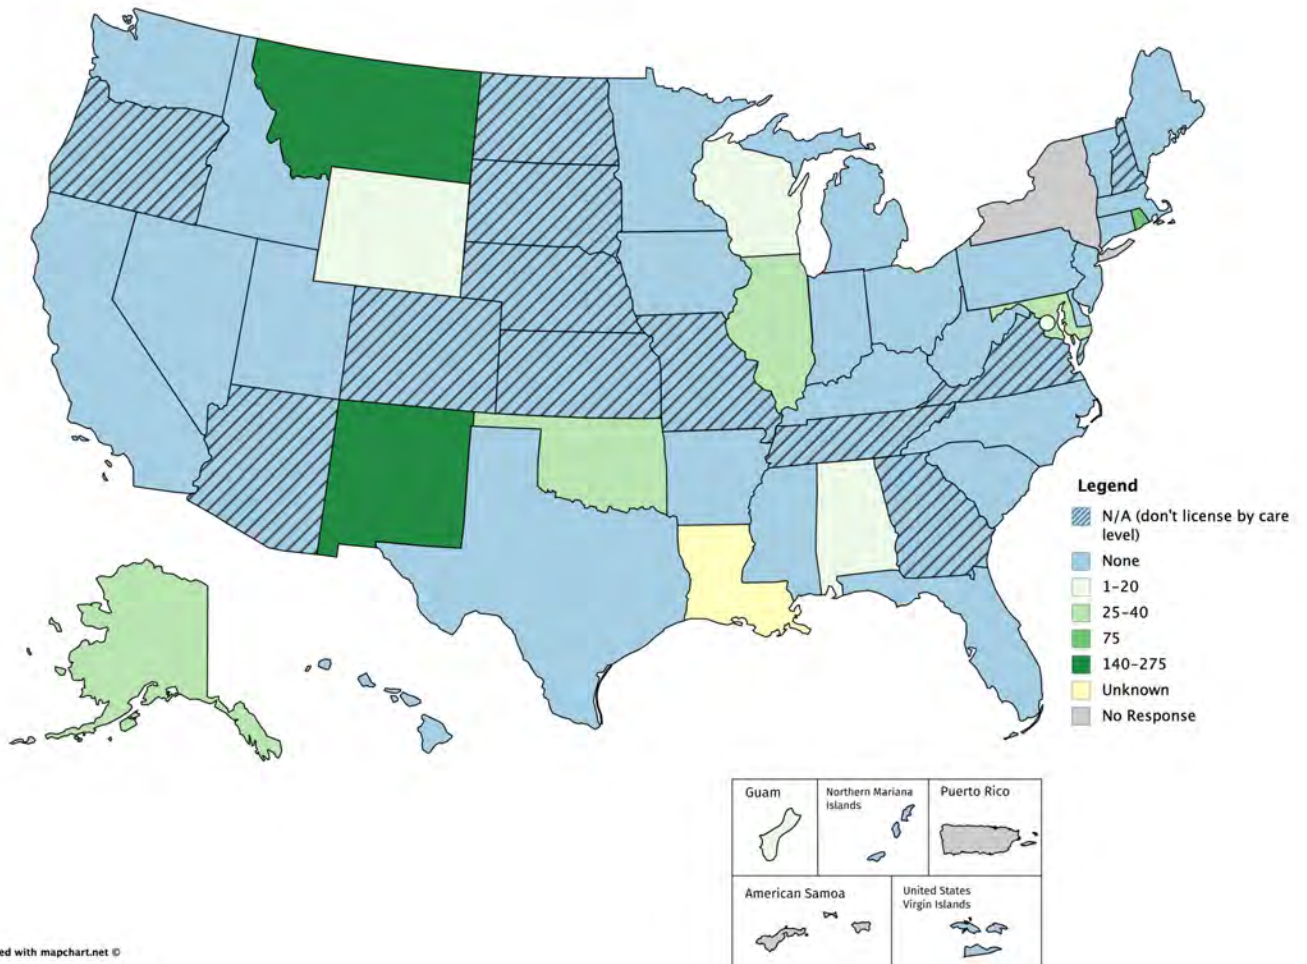 Legend
N/A (don't license by care
level)
None
1-20
25-40
75
140-275
Unknown
No Response
Guam
Northern Mariana
Islands
Puerto Rico
American Samoa
United States
Virgin Islands
ed with mapchart.net ©